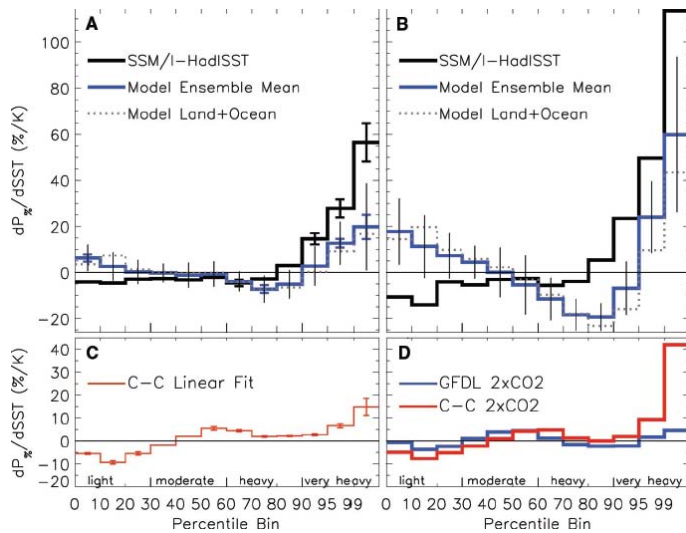 A
SSM/I-HadISST
Model Ensemble Mean
Model Land+Ocean
dP%/dSST (%/K)
100
80
60
40
20
0
-20
B
SSM/I-HadISST
Model Ensemble Mean
Model Land+Ocean
C
C-C Linear Fit
dP%/dSST (%/K)
40
30
20
10
0
-10
-20
light moderate heavy very heavy
0 10 20 30 40 50 60 70 80 90 95 99
Percentile Bin
D
GFDL 2xCO2
C-C 2xCO2
light moderate heavy very heavy
0 10 20 30 40 50 60 70 80 90 95 99
Percentile Bin